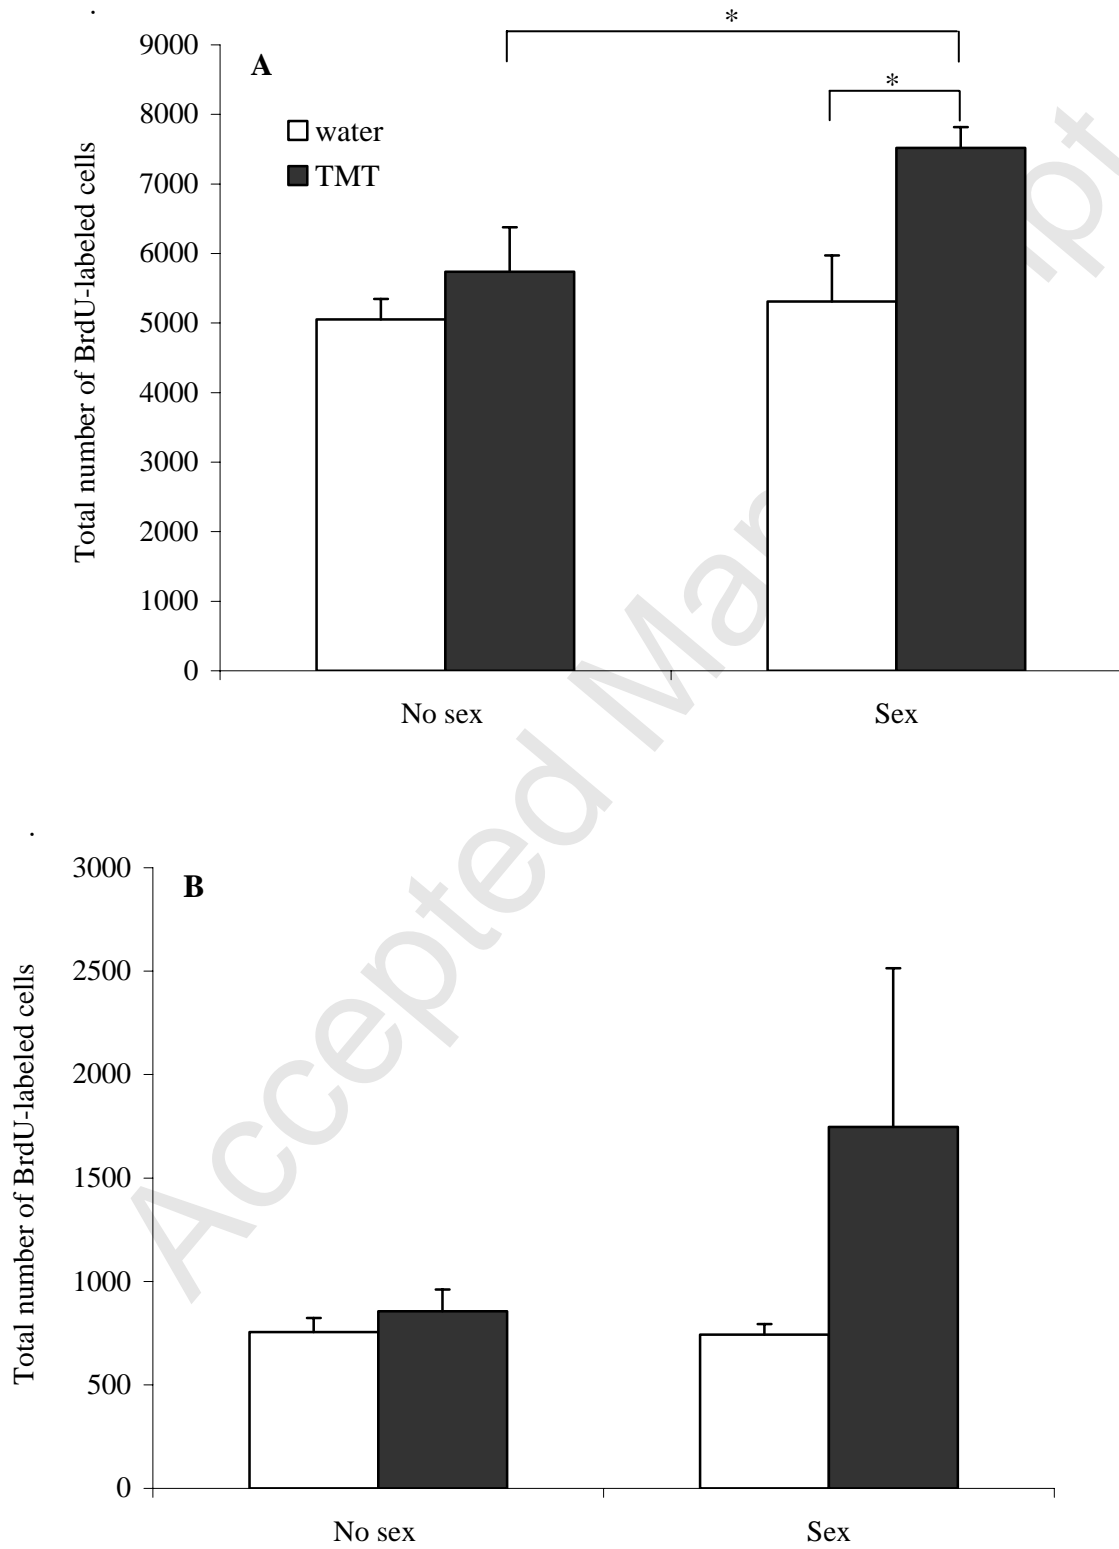 .
*
9000
A
*
8000
water
7000
TMT
6000
5000
4000
3000
2000
1000
0
Total number of BrdU-labeled cells
No sex
Sex
.
3000
B
2500
2000
1500
1000
500
0
Total number of BrdU-labeled cells
No sex
Sex
Accepted Manuscript